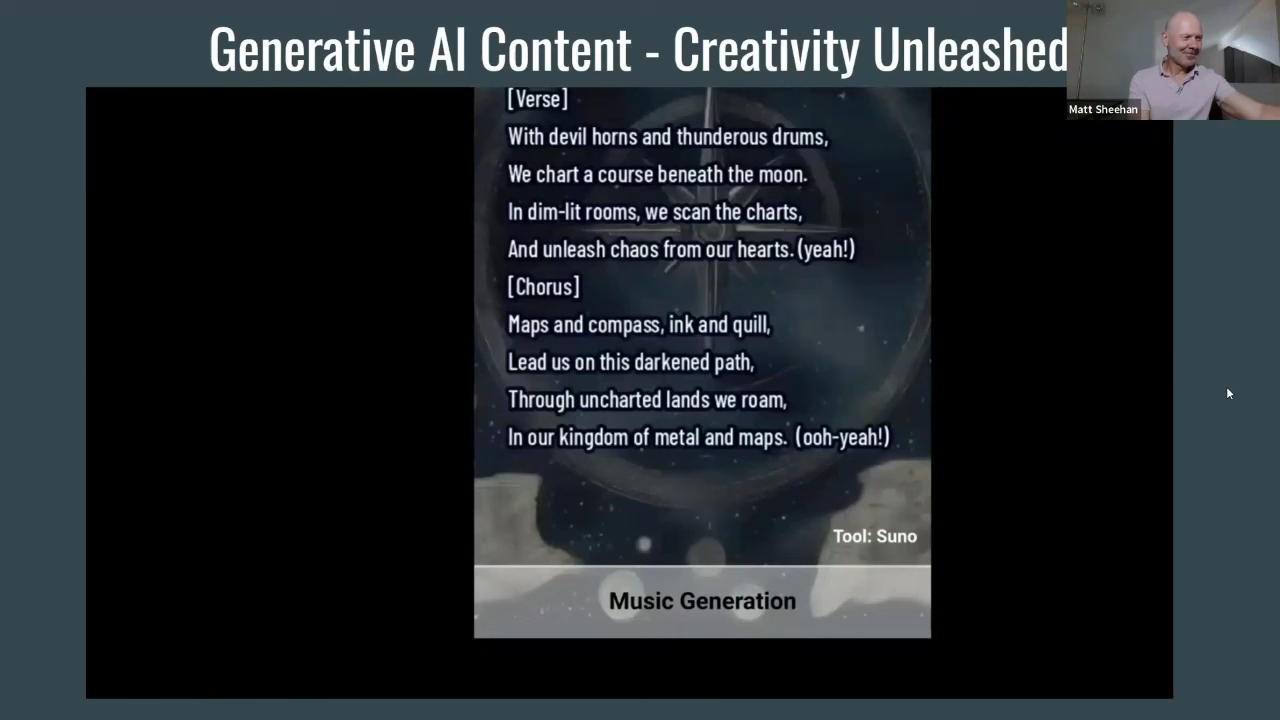 Generative AI Content - Creativity Unleashed
Matt Sheehan
[Verse]
With devil horns and thunderous drums,
We chart a course beneath the moon.
In dim-lit rooms, we scan the charts,
And unleash chaos from our hearts. (yeah!)
[Chorus]
Maps and compass, ink and quill,
Lead us on this darkened path,
Through uncharted lands we roam,
In our kingdom of metal and maps. (ooh-yeah!)
Tool: Suno
Music Generation